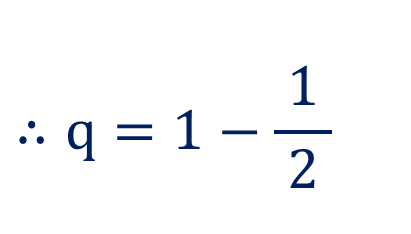 ∴ q = 1 − 1/2